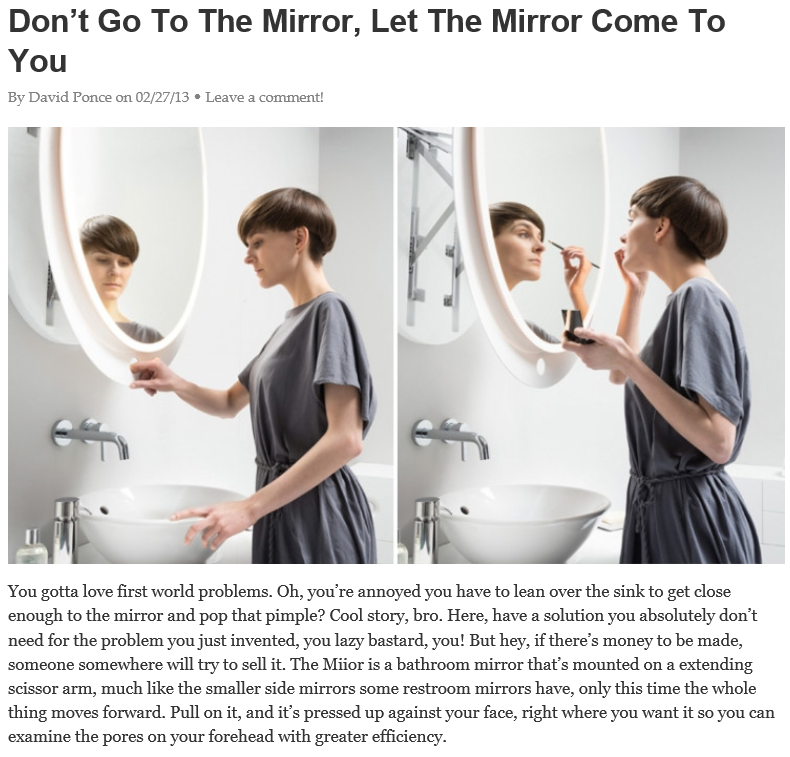 Don’t Go To The Mirror, Let The Mirror Come To
You
By David Ponce on 02/27/13 • Leave a comment!
You gotta love first world problems. Oh, you’re annoyed you have to lean over the sink to get close
enough to the mirror and pop that pimple? Cool story, bro. Here, have a solution you absolutely don’t
need for the problem you just invented, you lazy bastard, you! But hey, if there’s money to be made,
someone somewhere will try to sell it. The Miior is a bathroom mirror that’s mounted on a extending
scissor arm, much like the smaller side mirrors some restroom mirrors have, only this time the whole
thing moves forward. Pull on it, and it’s pressed up against your face, right where you want it so you can
examine the pores on your forehead with greater efficiency.